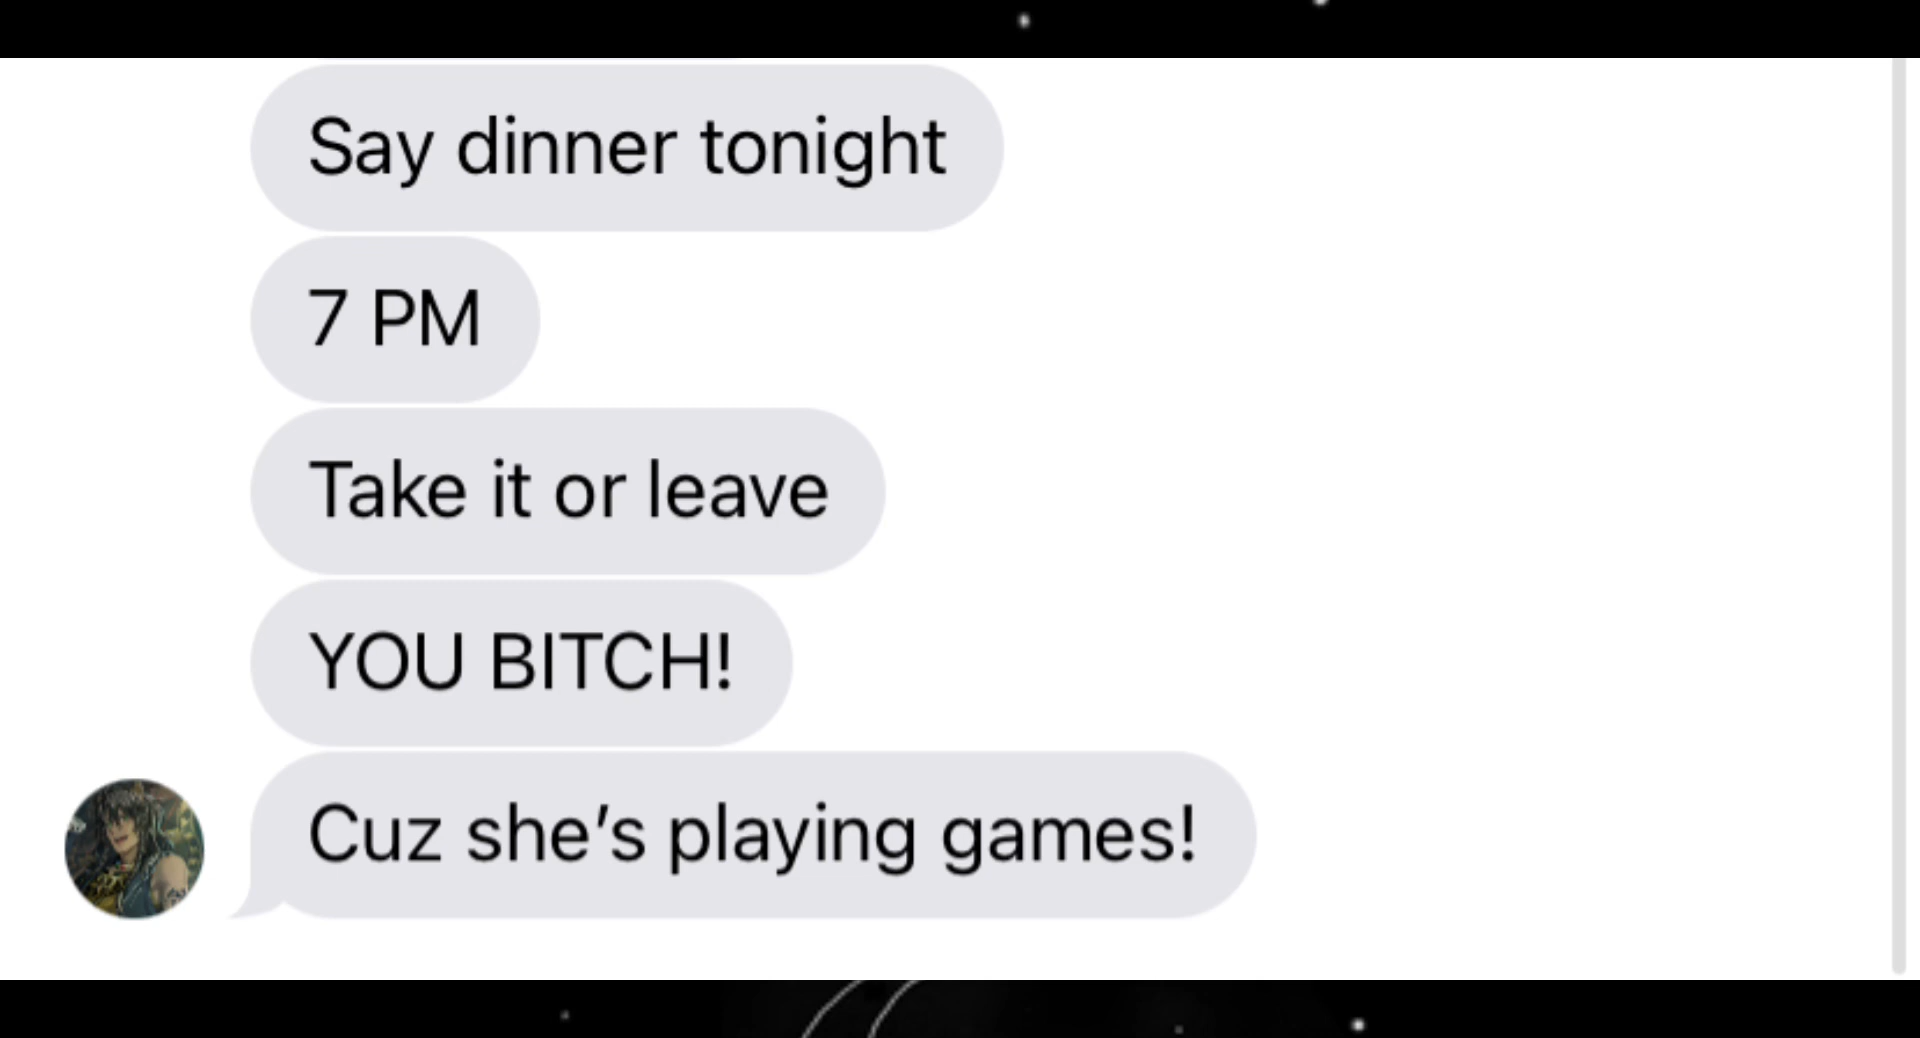 Say dinner tonight
7 PM
Take it or leave
YOU BITCH!
Cuz she’s playing games!